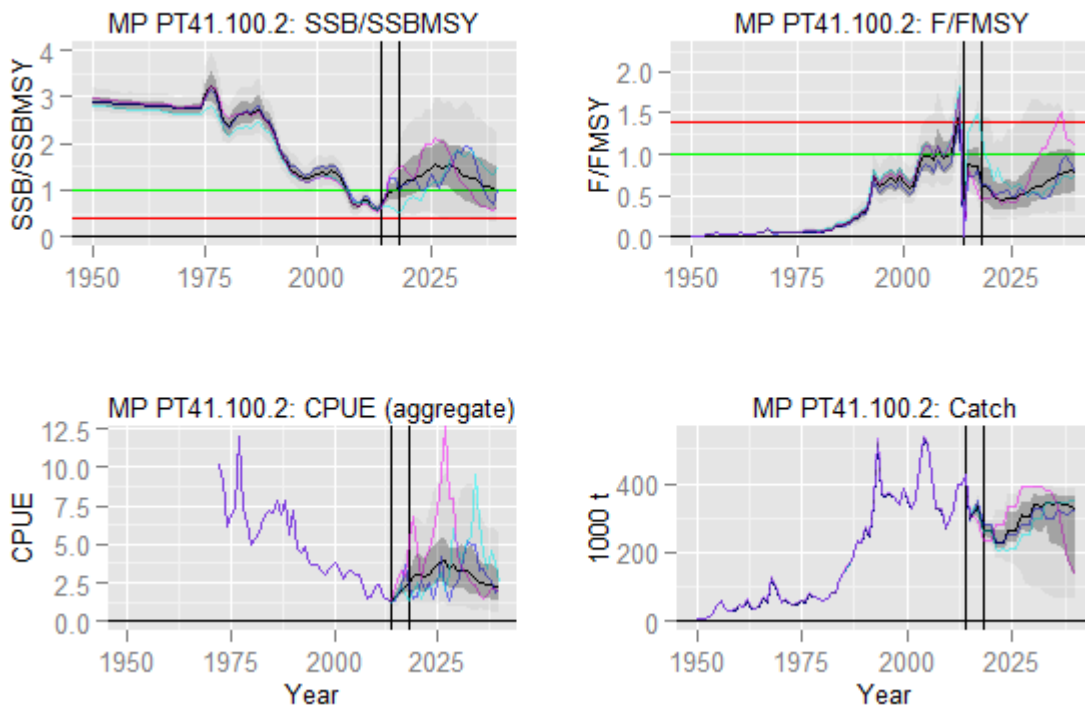 MP PT41.100.2: SSB/SSBMSY
SSB/SSBMSY
4
3
2
1
0
1950 1975 2000 2025
MP PT41.100.2: F/FMSY
F/FMSY
2.0
1.5
1.0
0.5
0.0
1950 1975 2000 2025
MP PT41.100.2: CPUE (aggregate)
CPUE
12.5
10.0
7.5
5.0
2.5
0.0
1950 1975 2000 2025
Year
MP PT41.100.2: Catch
1000 t
400
200
0
1950 1975 2000 2025
Year